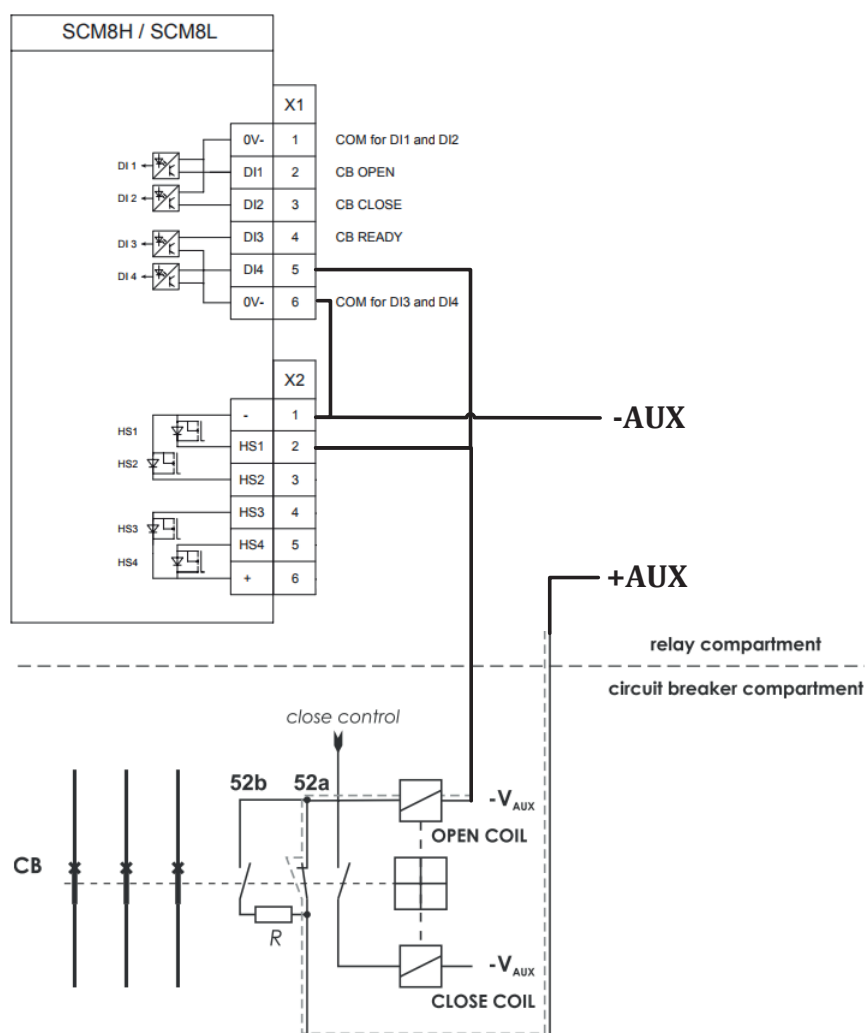 SCM8H / SCM8L
X1
0V- 1 COM for DI1 and DI2
DI 1 DI1 2 CB OPEN
DI 2 DI2 3 CB CLOSE
DI 3 DI3 4 CB READY
DI 4 DI4 5
0V- 6 COM for DI3 and DI4
X2
- 1 -AUX
HS1 HS1 2
HS2 HS2 3
HS3 4
HS3 HS4 5
HS4 + 6
+AUX
relay compartment
circuit breaker compartment
close control
52b 52a -VAUX
OPEN COIL
CB
R
-VAUX
CLOSE COIL